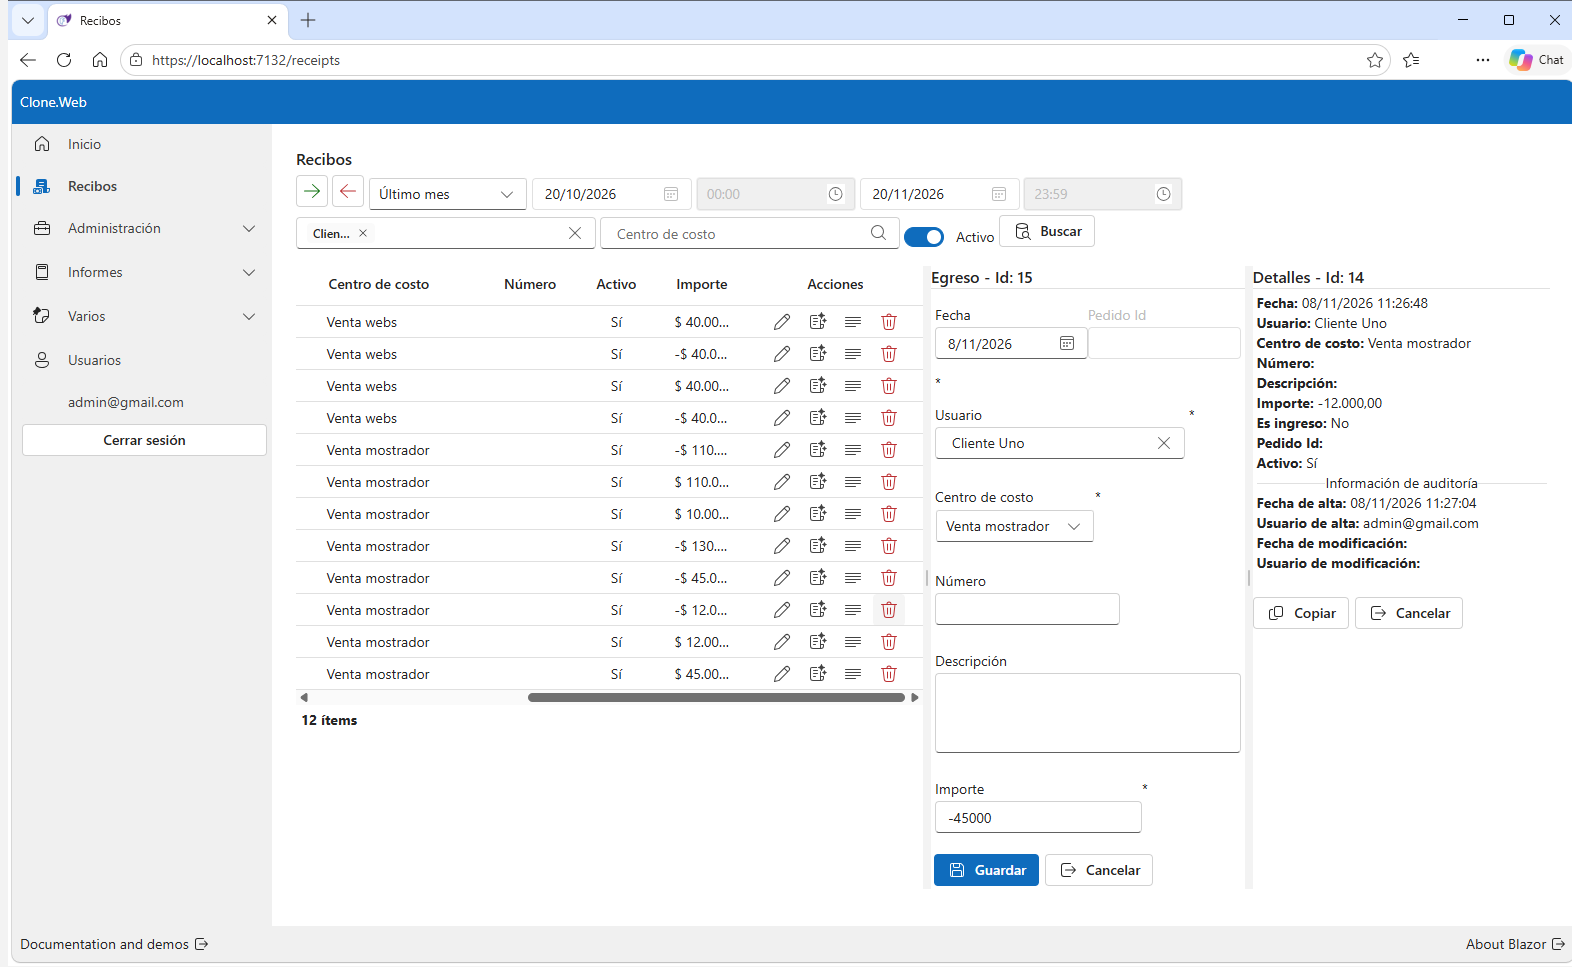 Recibos
https://localhost:7132/receipts
Chat
Clone.Web
Inicio
Recibos
Administración
Informes
Varios
Usuarios
admin@gmail.com
Cerrar sesión
Recibos
Último mes
20/10/2026
00:00
20/11/2026
23:59
Clien...
Centro de costo
Activo
Buscar
Centro de costo Número Activo Importe Acciones
Venta webs Sí $ 40.00...
Venta webs Sí -$ 40.0...
Venta webs Sí $ 40.00...
Venta webs Sí -$ 40.0...
Venta mostrador Sí -$ 110....
Venta mostrador Sí $ 110.0...
Venta mostrador Sí $ 10.00...
Venta mostrador Sí -$ 130....
Venta mostrador Sí -$ 45.0...
Venta mostrador Sí -$ 12.0...
Venta mostrador Sí $ 12.00...
Venta mostrador Sí $ 45.00...
12 ítems
Egreso - Id: 15
Fecha Pedido Id
8/11/2026
*
Usuario *
Cliente Uno
Centro de costo *
Venta mostrador
Número
Descripción
Importe *
-45000
Guardar
Cancelar
Detalles - Id: 14
Fecha: 08/11/2026 11:26:48
Usuario: Cliente Uno
Centro de costo: Venta mostrador
Número:
Descripción:
Importe: -12.000,00
Es ingreso: No
Pedido Id:
Activo: Sí
Información de auditoría
Fecha de alta: 08/11/2026 11:27:04
Usuario de alta: admin@gmail.com
Fecha de modificación:
Usuario de modificación:
Copiar
Cancelar
Documentation and demos
About Blazor